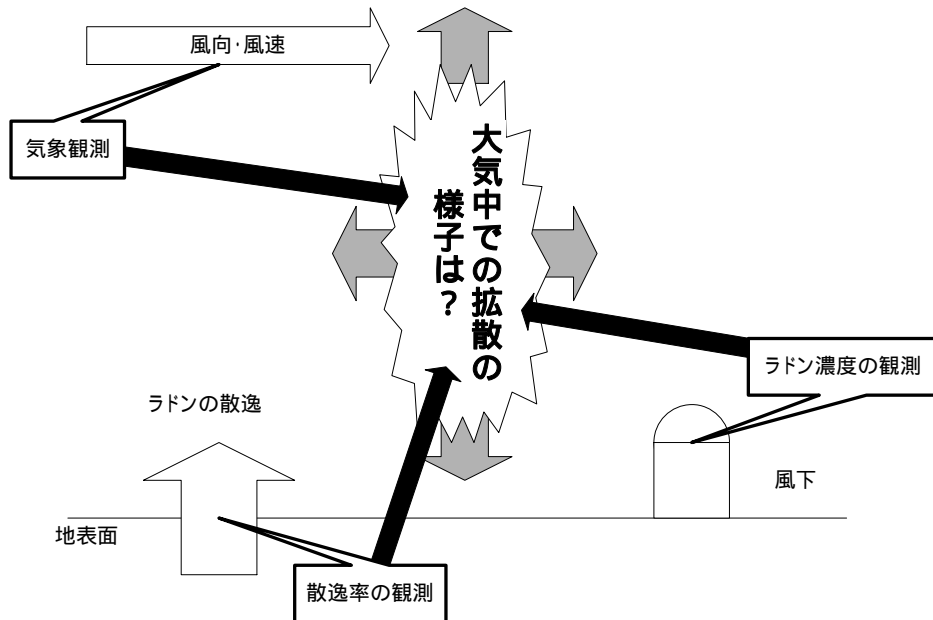 風向・風速
気象観測
大気中での拡散の
様子は？
ラドン濃度の観測
ラドンの散逸
風下
地表面
散逸率の観測